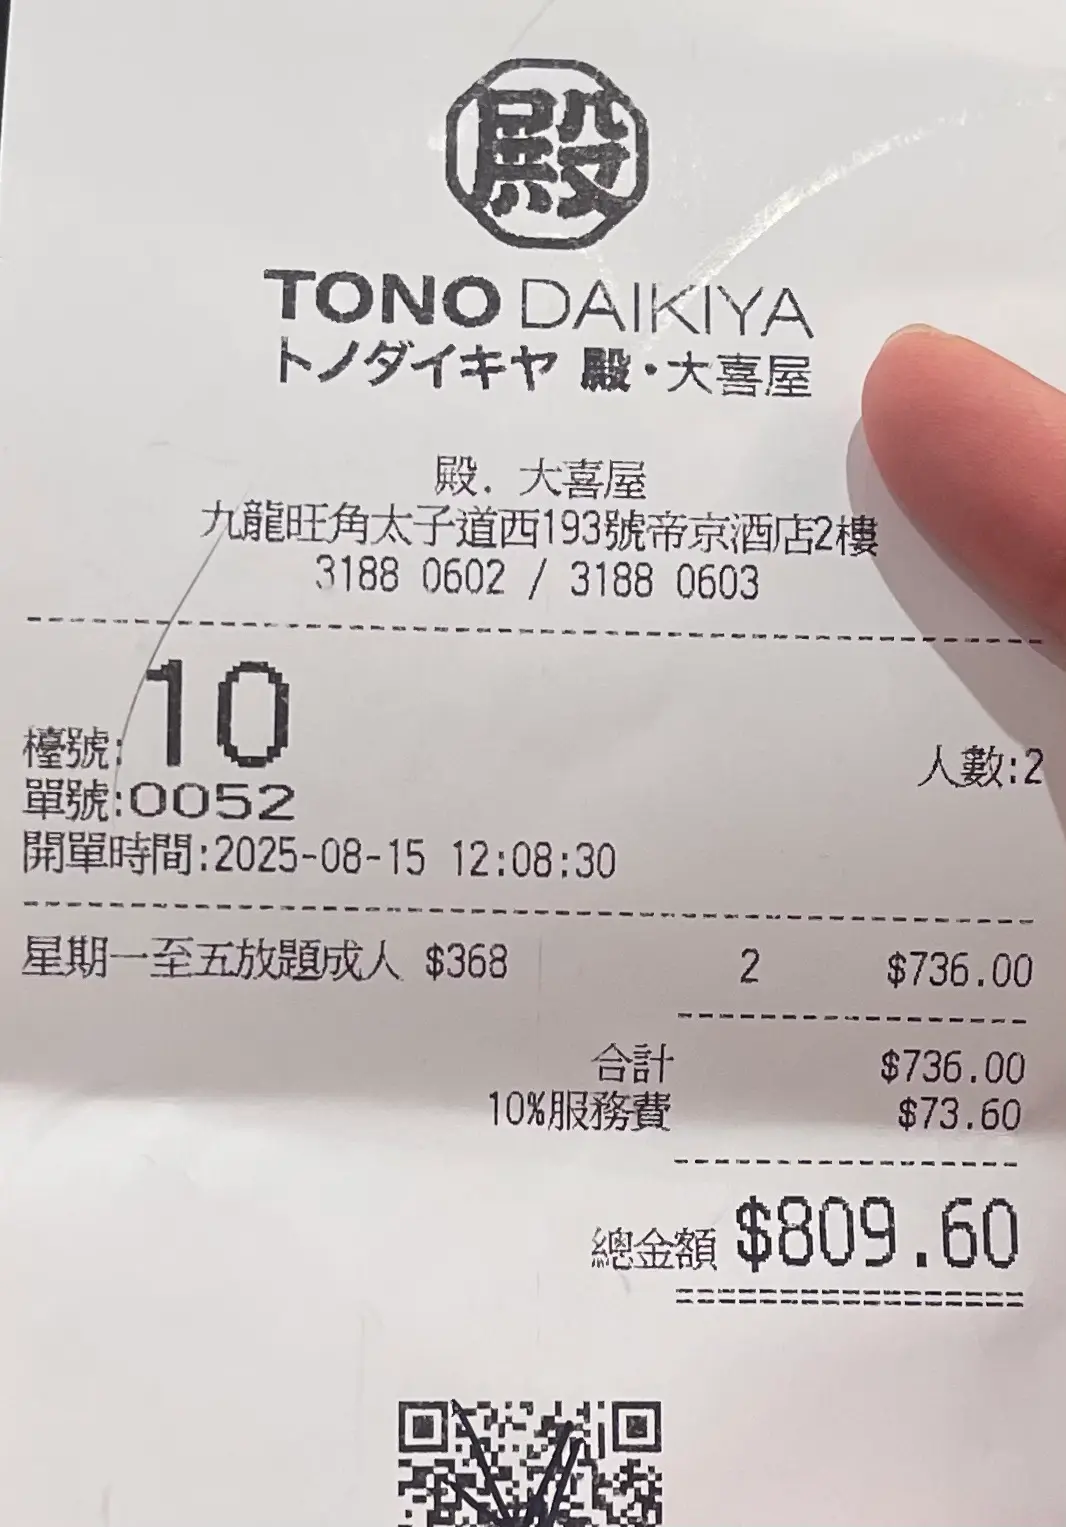 殿
TONO DAIKIYA
トノダイキヤ 殿・大喜屋
殿. 大喜屋
九龍旺角太子道西193號帝京酒店2樓
3188 0602 / 3188 0603
檯號:10
人數:2
單號:0052
開單時間:2025-08-15 12:08:30
星期一至五放題成人 $368 2 $736.00
合計 $736.00
10%服務費 $73.60
總金額 $809.60